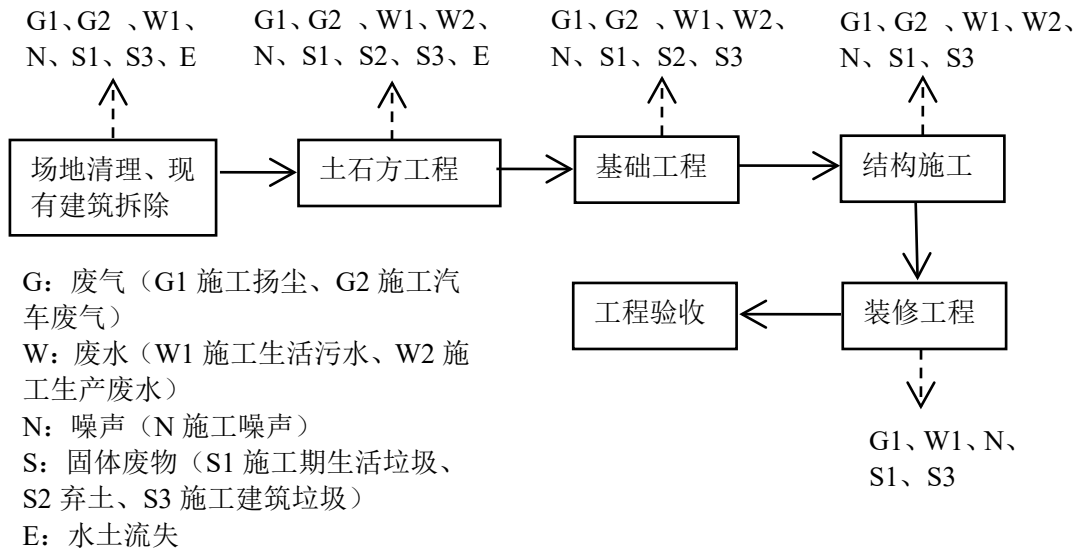 G1、G2 、W1、
N、S1、S3、E
G1、G2 、W1、W2、
N、S1、S2、S3、E
G1、G2 、W1、W2、
N、S1、S2、S3
G1、G2 、W1、W2、
N、S1、S3
场地清理、现
有建筑拆除
土石方工程
基础工程
结构施工
工程验收
装修工程
G1、W1、N、
S1、S3
G：废气（G1 施工扬尘、G2 施工汽
车废气）
W：废水（W1 施工生活污水、W2 施
工生产废水）
N：噪声（N 施工噪声）
S：固体废物（S1 施工期生活垃圾、
S2 弃土、S3 施工建筑垃圾）
E：水土流失